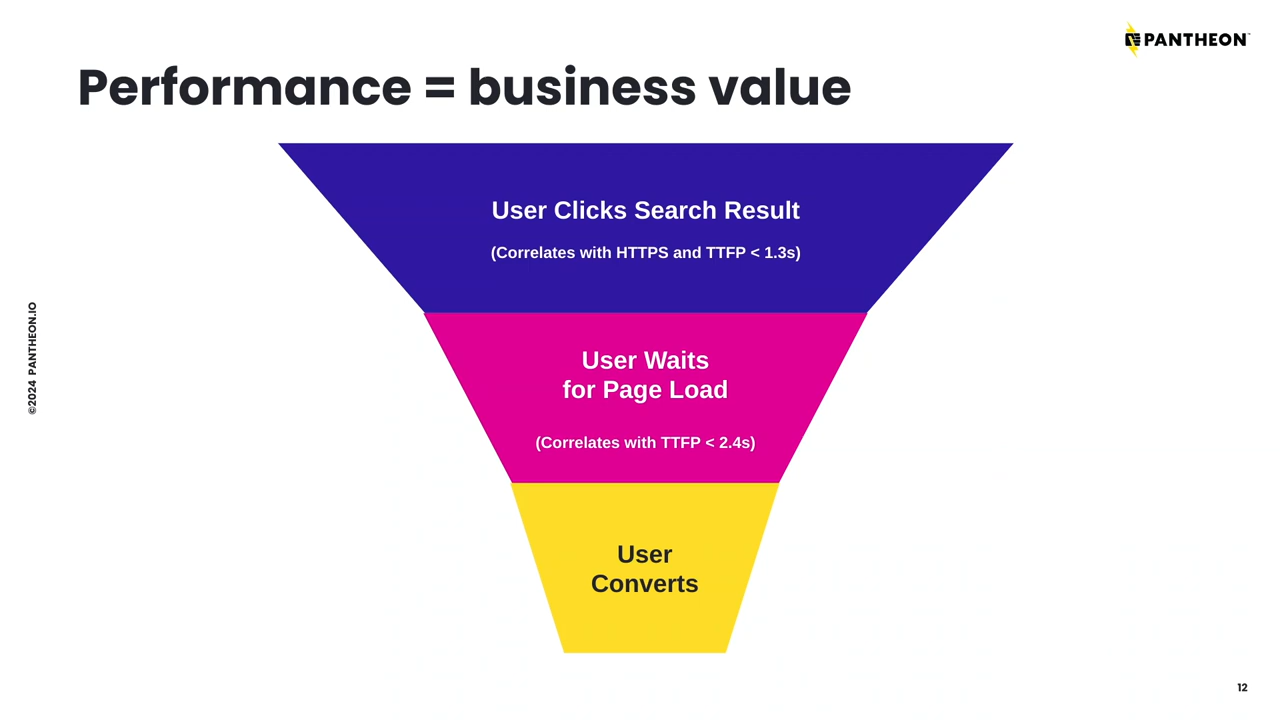 PANTHEON
Performance = business value
User Clicks Search Result
(Correlates with HTTPS and TTFP < 1.3s)
User Waits
for Page Load
(Correlates with TTFP < 2.4s)
User
Converts
©2024 PANTHEON.IO
12